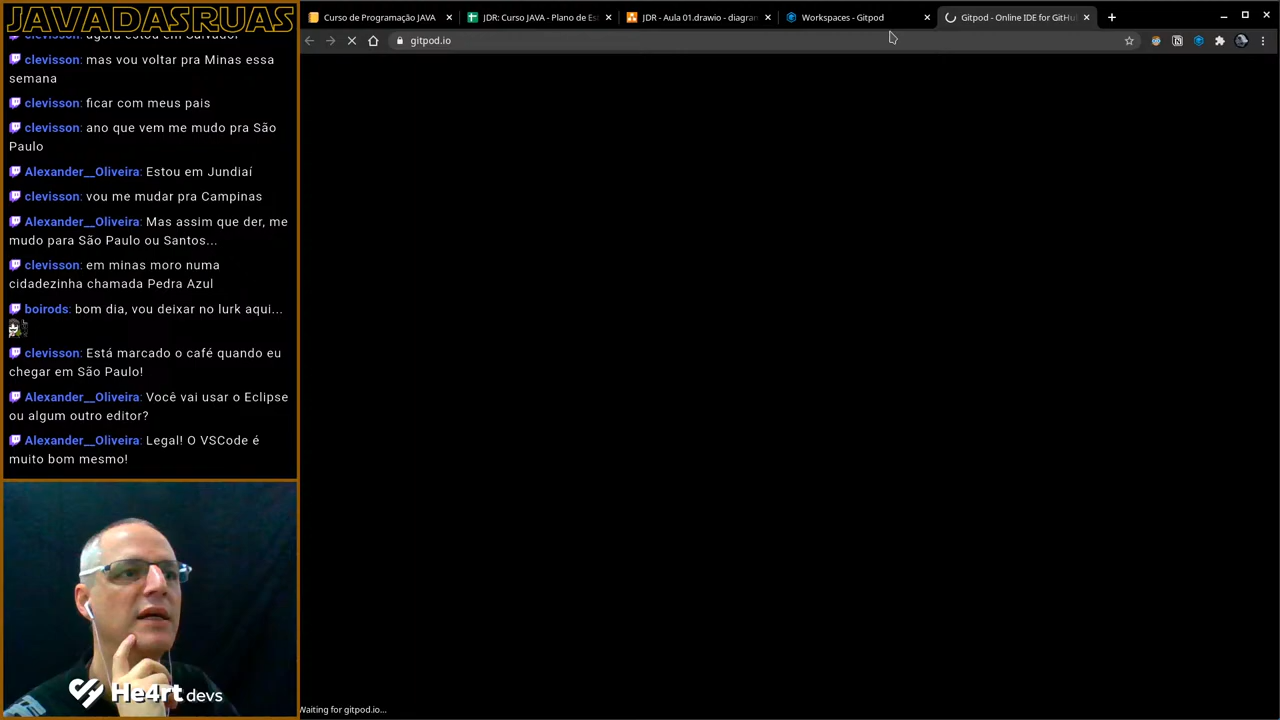 JAVADASRUAS
clevisson: agora estou em Salvador
clevisson: mas vou voltar pra Minas essa
semana
clevisson: ficar com meus pais
clevisson: ano que vem me mudo pra São
Paulo
Alexander__Oliveira: Estou em Jundiaí
clevisson: vou me mudar pra Campinas
Alexander__Oliveira: Mas assim que der, me
mudo para São Paulo ou Santos...
clevisson: em minas moro numa
cidadezinha chamada Pedra Azul
boirods: bom dia, vou deixar no lurk aqui...
clevisson: Está marcado o café quando eu
chegar em São Paulo!
Alexander__Oliveira: Você vai usar o Eclipse
ou algum outro editor?
Alexander__Oliveira: Legal! O VSCode é
muito bom mesmo!
He4rt devs
Curso de Programação JAVA
JDR: Curso JAVA - Plano de Es
JDR - Aula 01.drawio - diagram
Workspaces - Gitpod
Gitpod - Online IDE for GitHu
gitpod.io
Waiting for gitpod.io...